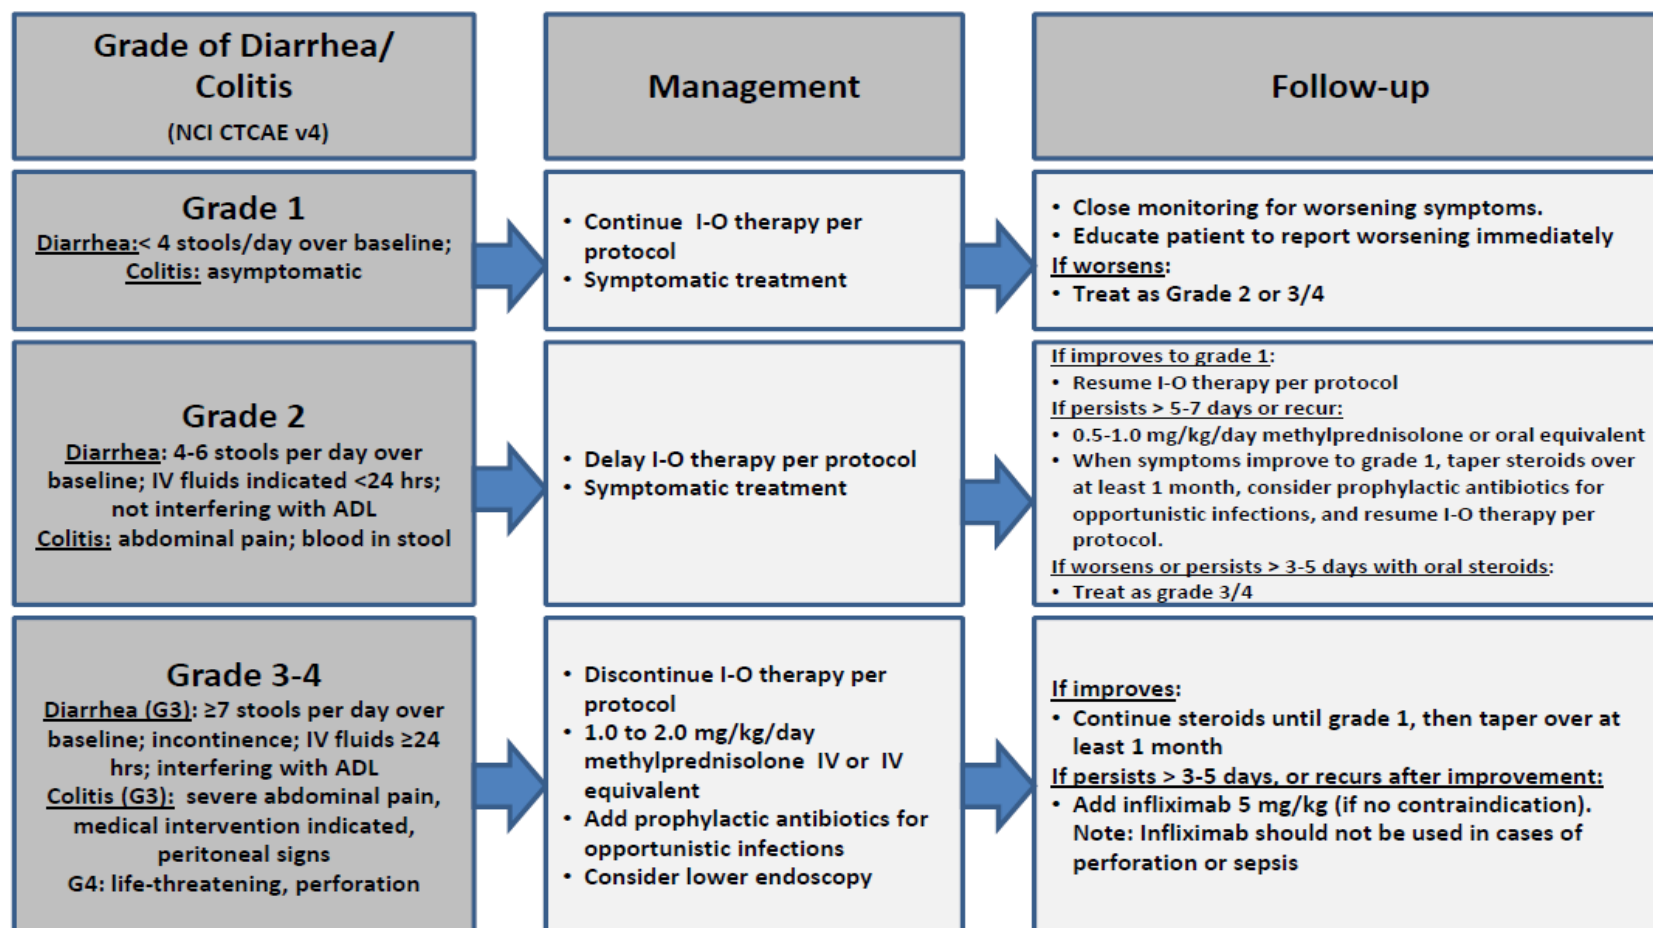 Grade of Diarrhea/
Colitis
(NCI CTCAE v4)
Management
Follow-up
Grade 1
Diarrhea:< 4 stools/day over baseline;
Colitis: asymptomatic
• Continue  I-O therapy per
protocol
• Symptomatic treatment
• Close monitoring for worsening symptoms.
• Educate patient to report worsening immediately
If worsens:
• Treat as Grade 2 or 3/4
Grade 2
Diarrhea: 4-6 stools per day over
baseline; IV fluids indicated <24 hrs;
not interfering with ADL
Colitis: abdominal pain; blood in stool
• Delay I-O therapy per protocol
• Symptomatic treatment
If improves to grade 1:
• Resume I-O therapy per protocol
If persists > 5-7 days or recur:
• 0.5-1.0 mg/kg/day methylprednisolone or oral equivalent
• When symptoms improve to grade 1, taper steroids over
at least 1 month, consider prophylactic antibiotics for
opportunistic infections, and resume I-O therapy per
protocol.
If worsens or persists > 3-5 days with oral steroids:
• Treat as grade 3/4
Grade 3-4
Diarrhea (G3): ≥7 stools per day over
baseline; incontinence; IV fluids ≥24
hrs; interfering with ADL
Colitis (G3):  severe abdominal pain,
medical intervention indicated,
peritoneal signs
G4: life-threatening, perforation
• Discontinue I-O therapy per
protocol
• 1.0 to 2.0 mg/kg/day
methylprednisolone  IV or  IV
equivalent
• Add prophylactic antibiotics for
opportunistic infections
• Consider lower endoscopy
If improves:
• Continue steroids until grade 1, then taper over at
least 1 month
If persists > 3-5 days, or recurs after improvement:
• Add infliximab 5 mg/kg (if no contraindication).
Note: Infliximab should not be used in cases of
perforation or sepsis